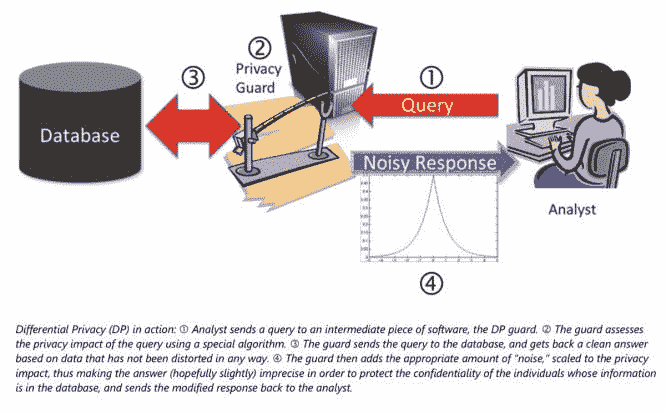 ②
Privacy
Guard
③
①
Database
Query
Noisy Response
Analyst
④
Differential Privacy (DP) in action: ① Analyst sends a query to an intermediate piece of software, the DP guard. ② The guard assesses
the privacy impact of the query using a special algorithm. ③ The guard sends the query to the database, and gets back a clean answer
based on data that has not been distorted in any way. ④ The guard then adds the appropriate amount of "noise," scaled to the privacy
impact, thus making the answer (hopefully slightly) imprecise in order to protect the confidentiality of the individuals whose information
is in the database, and sends the modified response back to the analyst.